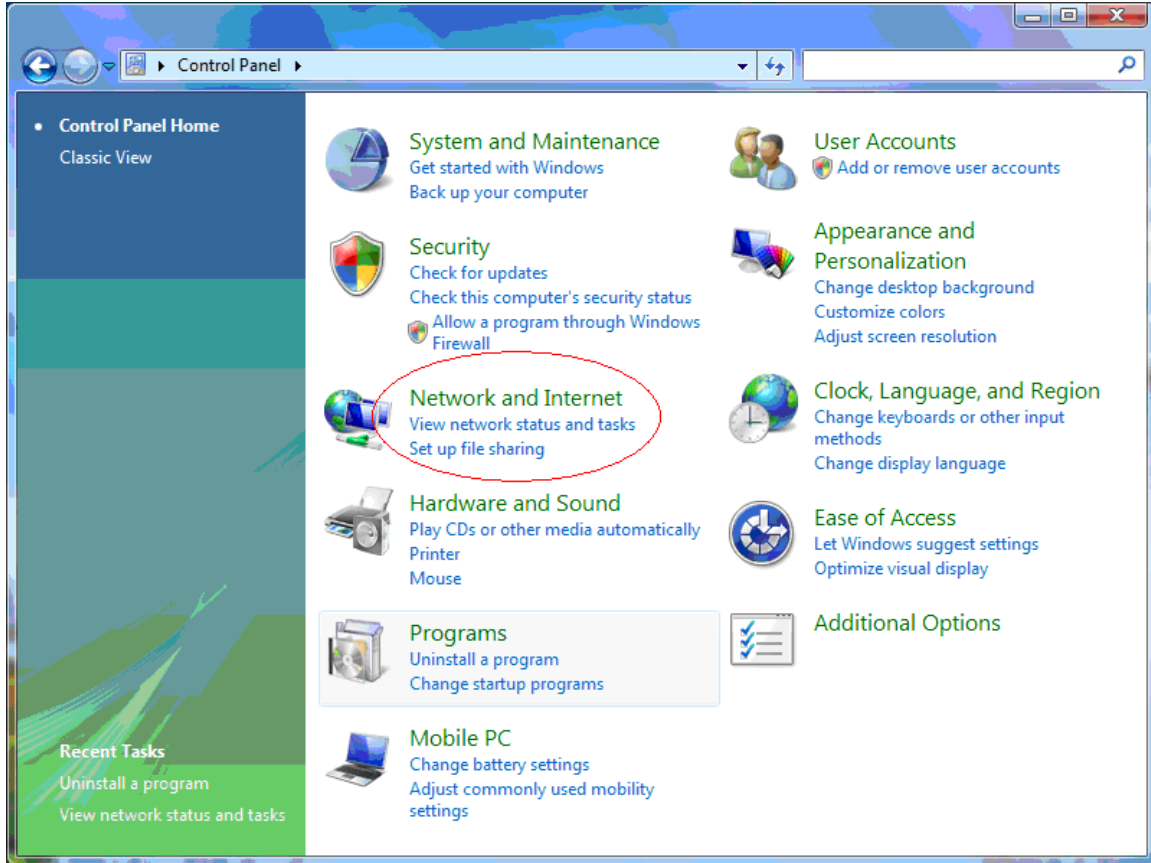 Control Panel
Control Panel Home
Classic View
Recent Tasks
Uninstall a program
View network status and tasks
System and Maintenance
Get started with Windows
Back up your computer
Security
Check for updates
Check this computer's security status
Allow a program through Windows
Firewall
Network and Internet
View network status and tasks
Set up file sharing
Hardware and Sound
Play CDs or other media automatically
Printer
Mouse
Programs
Uninstall a program
Change startup programs
Mobile PC
Change battery settings
Adjust commonly used mobility
settings
User Accounts
Add or remove user accounts
Appearance and
Personalization
Change desktop background
Customize colors
Adjust screen resolution
Clock, Language, and Region
Change keyboards or other input
methods
Change display language
Ease of Access
Let Windows suggest settings
Optimize visual display
Additional Options